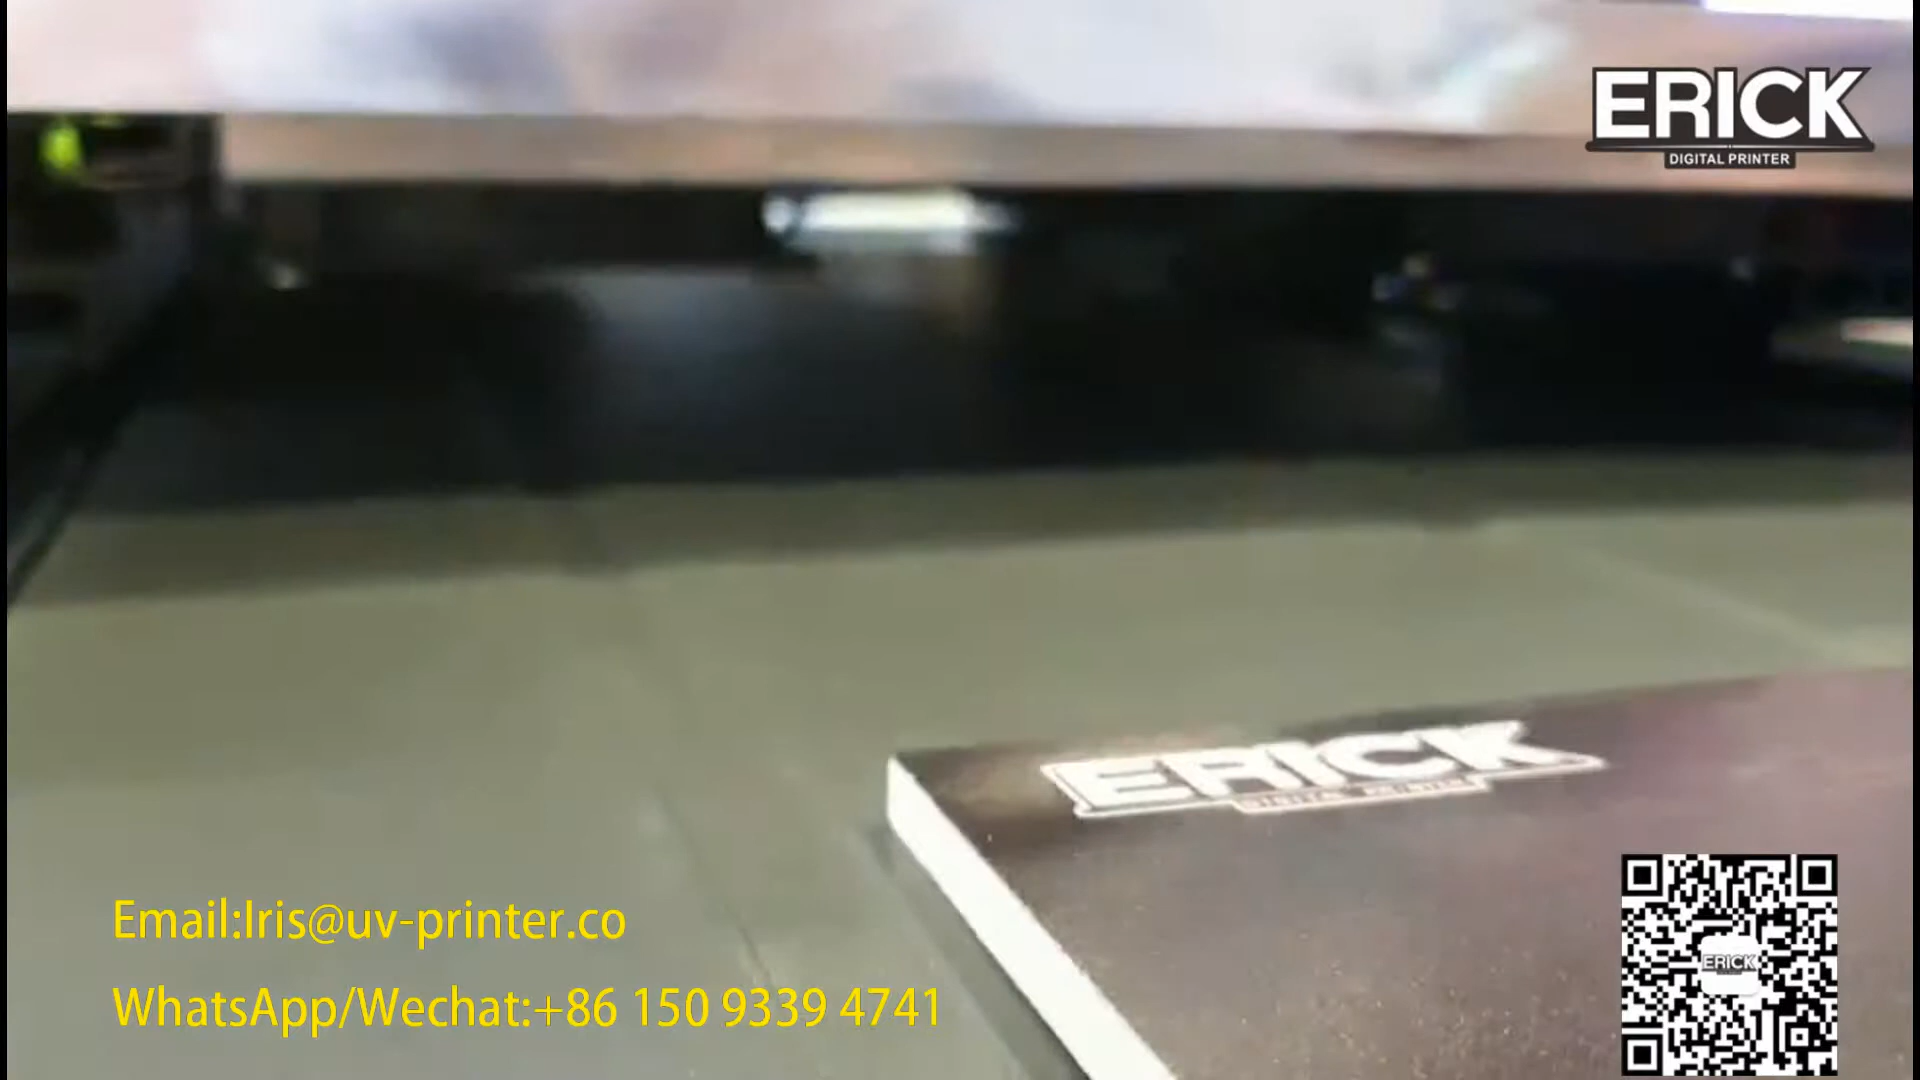 ERICK
DIGITAL PRINTER
ERICK
Email:Iris@uv-printer.co
WhatsApp/Wechat:+86 150 9339 4741
ERICK